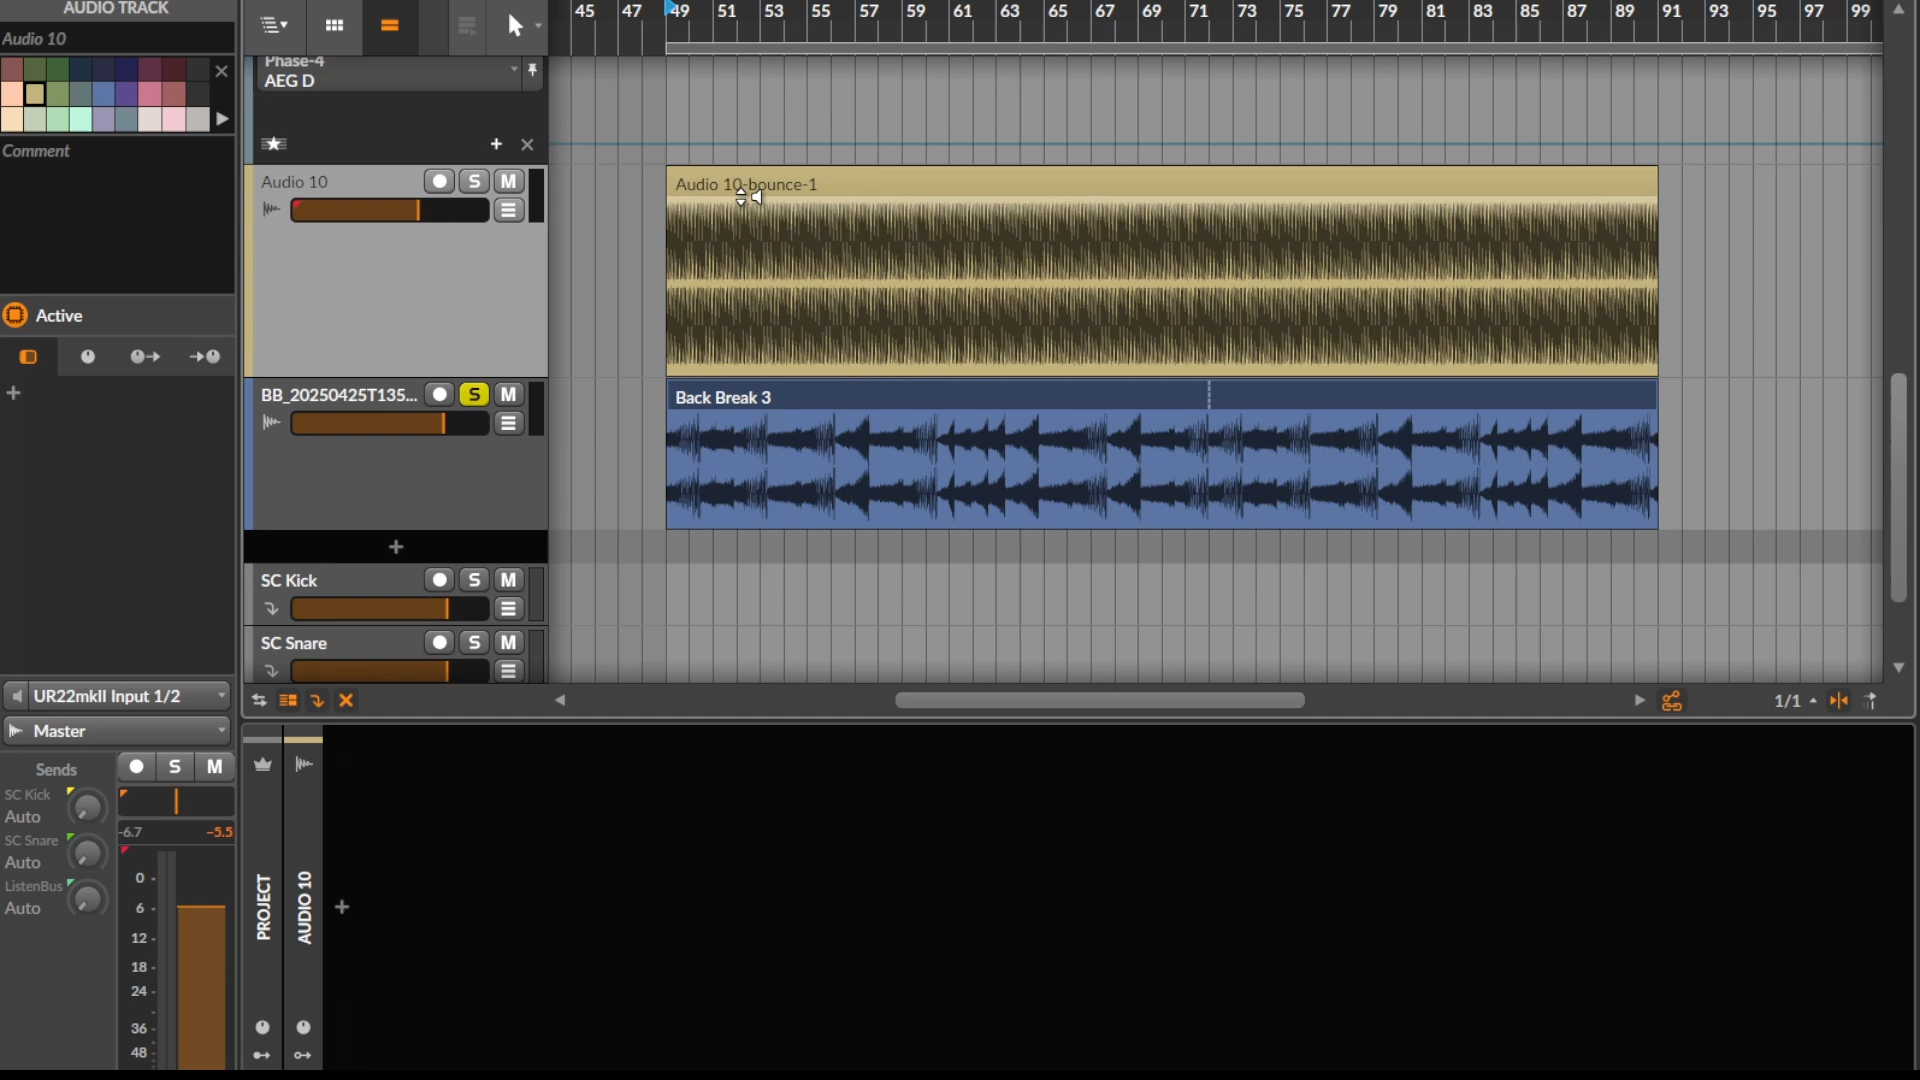 AUDIO TRACK
Audio 10
Comment
Active
UR22mkII Input 1/2
Master
Sends
S M
SC Kick
Auto
-6.7 -5.5
SC Snare
Auto
0
ListenBus
Auto
6
12
18
24
36
48
45 47 49 51 53 55 57 59 61 63 65 67 69 71 73 75 77 79 81 83 85 87 89 91 93 95 97 99
Phase-4
AEG D
Audio 10 S M
Audio 10-bounce-1
BB_20250425T135... S M
Back Break 3
+
SC Kick S M
SC Snare S M
1/1
PROJECT
AUDIO 10
+